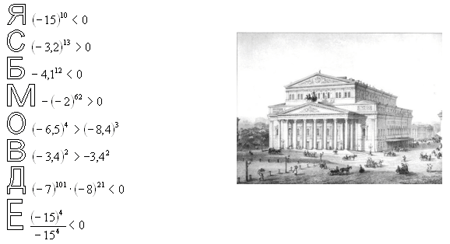 Я (−15)¹⁰ < 0
С (−3,2)¹³ > 0
Б −4,1¹² < 0
М −(−2)⁶² > 0
О (−6,5)⁴ > (−8,4)³
В (−3,4)² > −3,4²
Д (−7)¹⁰¹ · (−8)²¹ < 0
Е (−15)⁴ / −15⁴ < 0